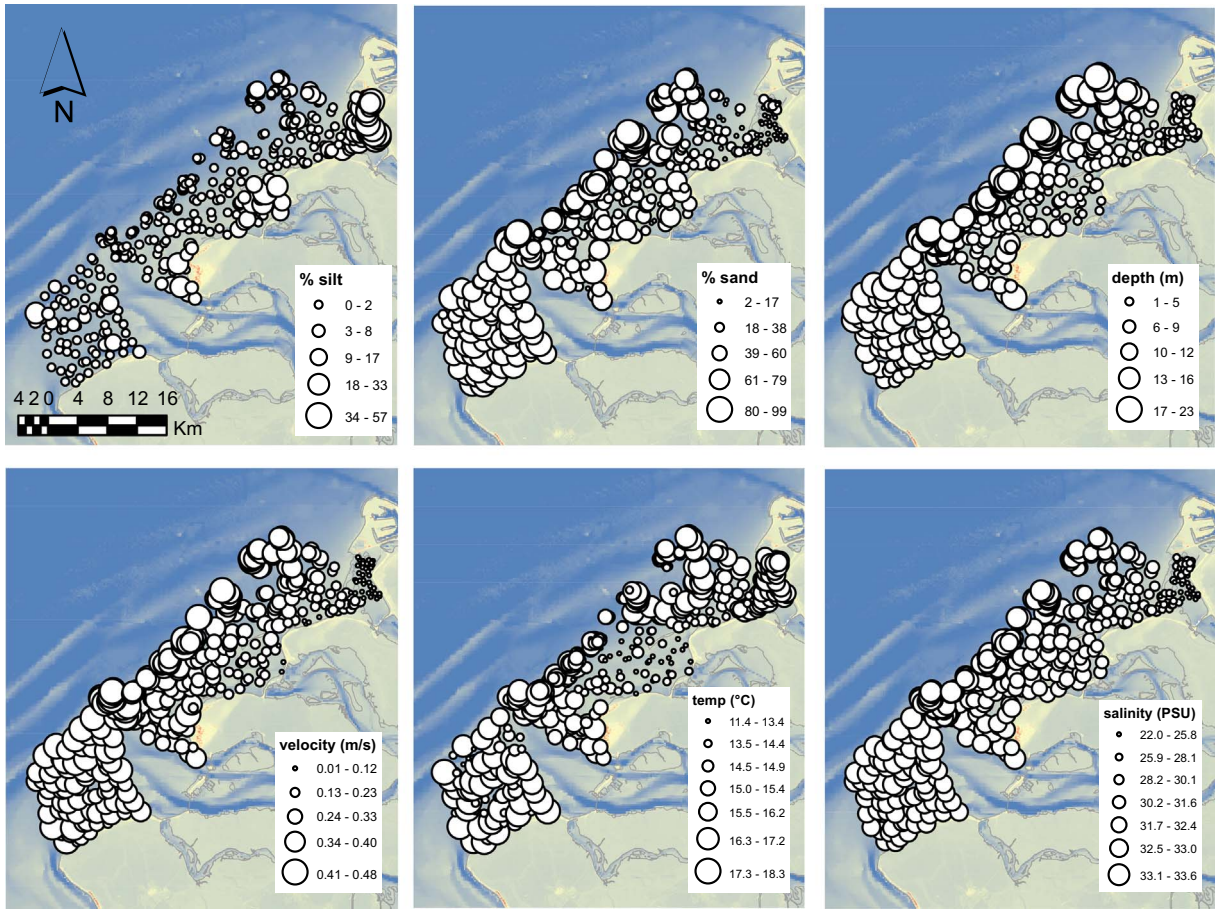 N
% silt
0 - 2
3 - 8
9 - 17
18 - 33
34 - 57
4 2 0 4 8 12 16
Km
% sand
2 - 17
18 - 38
39 - 60
61 - 79
80 - 99
depth (m)
1 - 5
6 - 9
10 - 12
13 - 16
17 - 23
velocity (m/s)
0.01 - 0.12
0.13 - 0.23
0.24 - 0.33
0.34 - 0.40
0.41 - 0.48
temp (°C)
11.4 - 13.4
13.5 - 14.4
14.5 - 14.9
15.0 - 15.4
15.5 - 16.2
16.3 - 17.2
17.3 - 18.3
salinity (PSU)
22.0 - 25.8
25.9 - 28.1
28.2 - 30.1
30.2 - 31.6
31.7 - 32.4
32.5 - 33.0
33.1 - 33.6